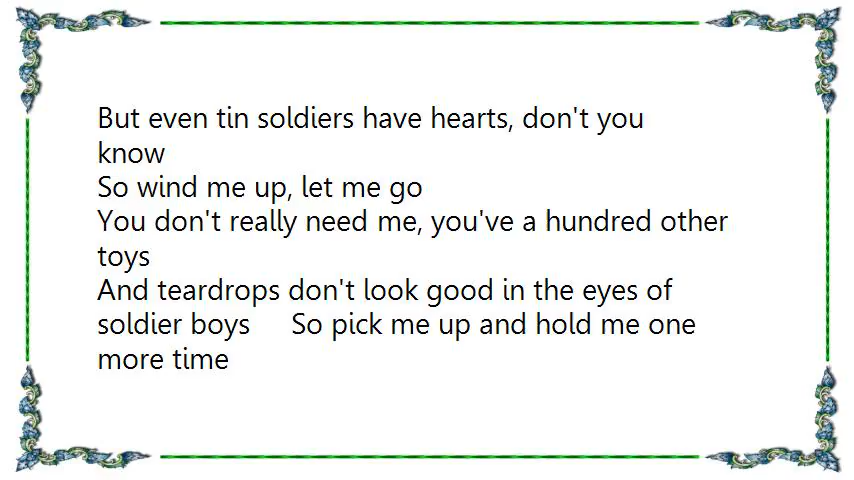 But even tin soldiers have hearts, don't you
know
So wind me up, let me go
You don't really need me, you've a hundred other
toys
And teardrops don't look good in the eyes of
soldier boys     So pick me up and hold me one
more time